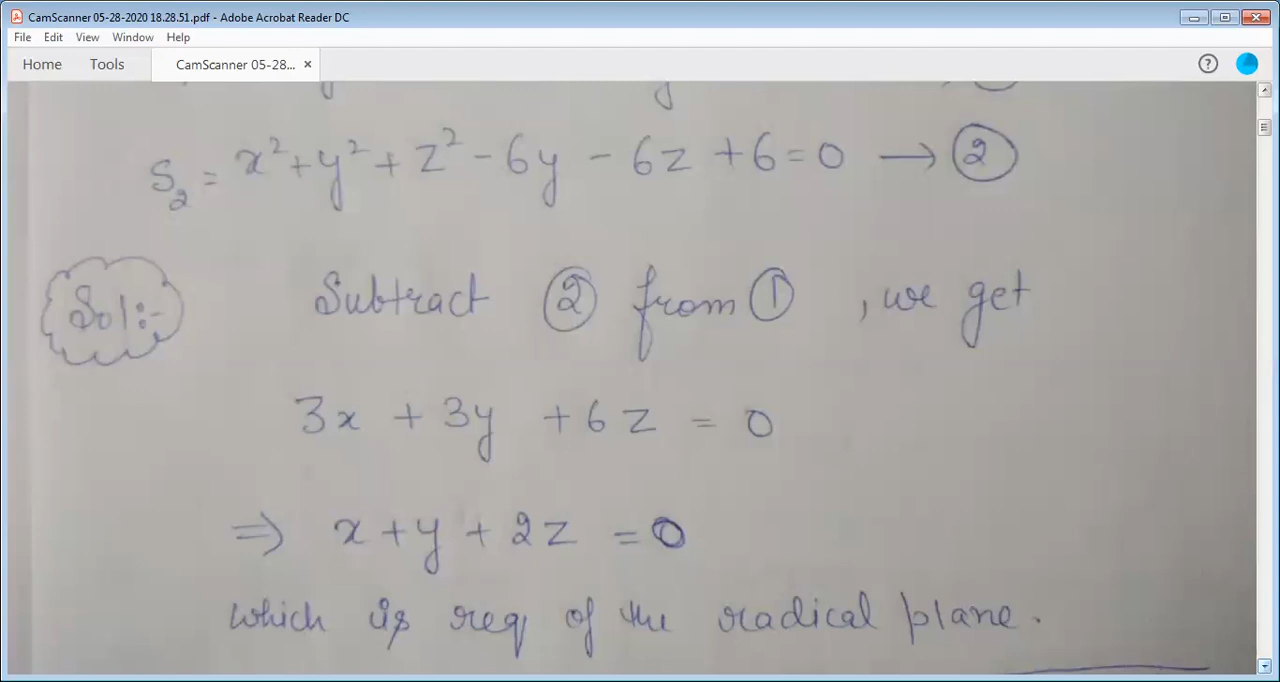 CamScanner 05-28-2020 18.28.51.pdf - Adobe Acrobat Reader DC
File Edit View Window Help
Home Tools CamScanner 05-28... ×
S₂ = x² + y² + z² - 6y - 6z + 6 = 0 → ②
Sol:- Subtract ② from ①, we get
3x + 3y + 6z = 0
⇒ x + y + 2z = 0
which is req of the radical plane.